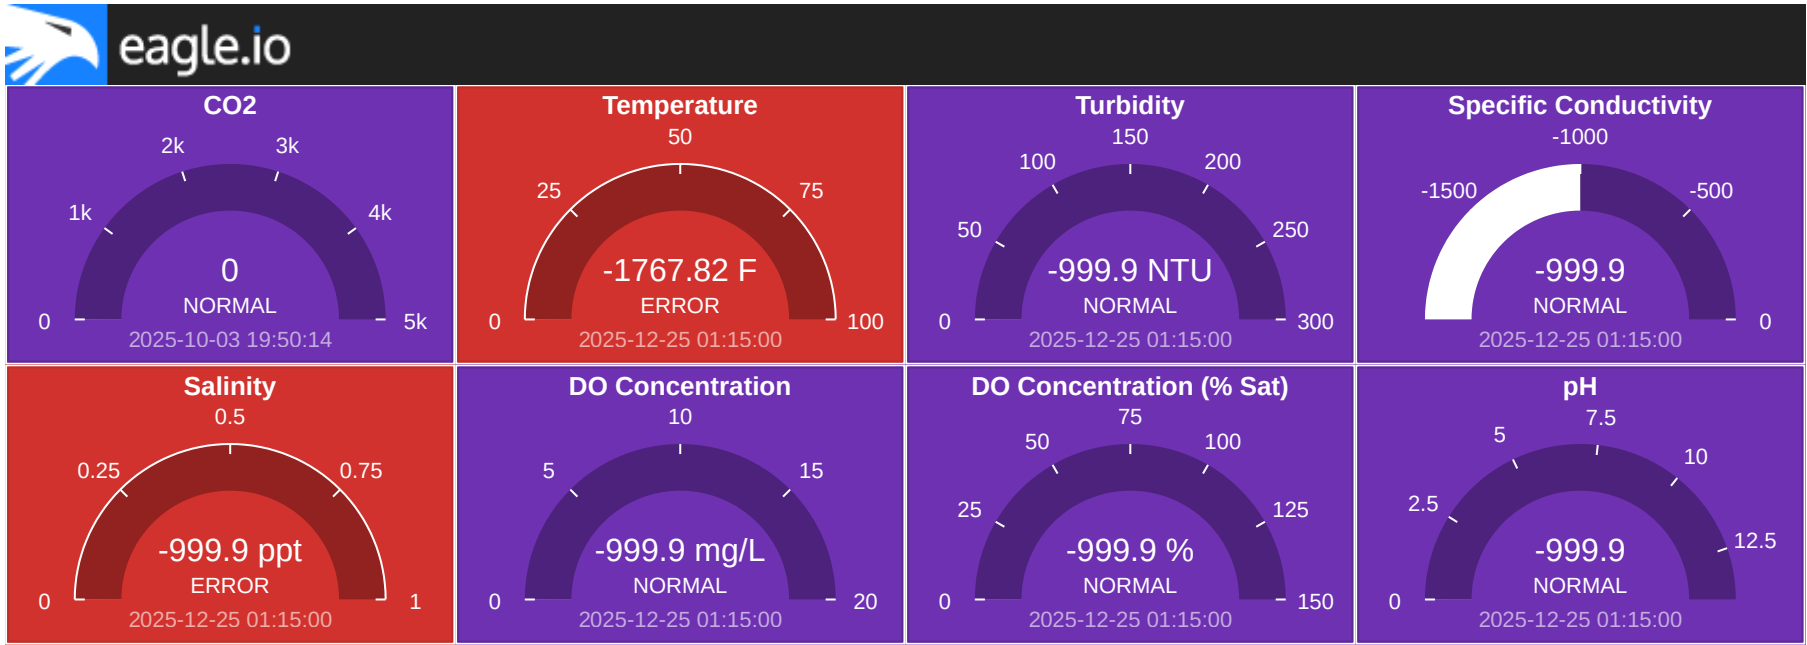 eagle.io
CO2
2k
3k
1k
4k
0
NORMAL
0
5k
2025-10-03 19:50:14
Temperature
50
25
75
-1767.82 F
ERROR
0
100
2025-12-25 01:15:00
Turbidity
150
100
200
50
250
-999.9 NTU
NORMAL
0
300
2025-12-25 01:15:00
Specific Conductivity
-1000
-1500
-500
-999.9
NORMAL
0
2025-12-25 01:15:00
Salinity
0.5
0.25
0.75
-999.9 ppt
ERROR
0
1
2025-12-25 01:15:00
DO Concentration
10
5
15
-999.9 mg/L
NORMAL
0
20
2025-12-25 01:15:00
DO Concentration (% Sat)
75
50
100
25
125
-999.9 %
NORMAL
0
150
2025-12-25 01:15:00
pH
7.5
5
10
2.5
12.5
-999.9
NORMAL
0
2025-12-25 01:15:00